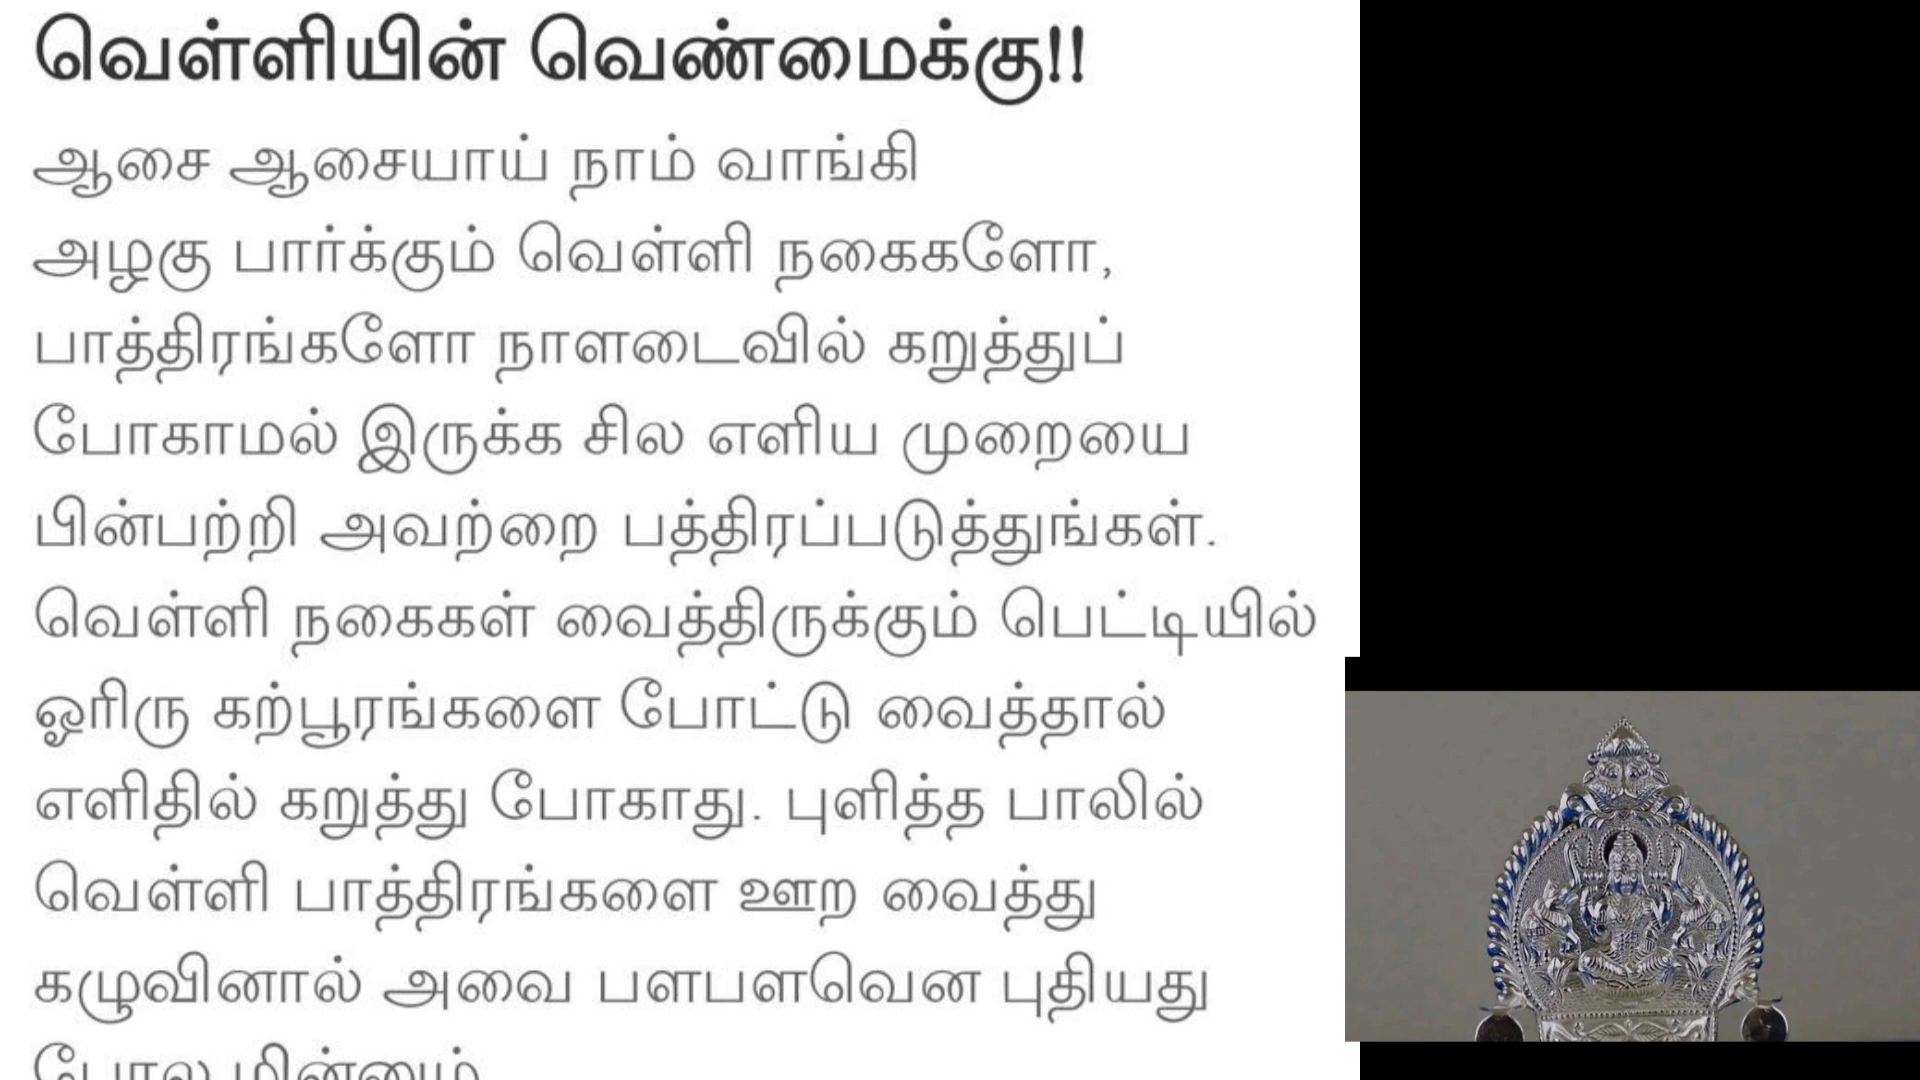 வெள்ளியின் வெண்மைக்கு!!
ஆசை ஆசையாய் நாம் வாங்கி
அழகு பார்க்கும் வெள்ளி நகைகளோ,
பாத்திரங்களோ நாளடைவில் கறுத்துப்
போகாமல் இருக்க சில எளிய முறையை
பின்பற்றி அவற்றை பத்திரப்படுத்துங்கள்.
வெள்ளி நகைகள் வைத்திருக்கும் பெட்டியில்
ஓரிரு கற்பூரங்களை போட்டு வைத்தால்
எளிதில் கறுத்து போகாது. புளித்த பாலில்
வெள்ளி பாத்திரங்களை ஊற வைத்து
கழுவினால் அவை பளபளவென புதியது
போல மின்னும்